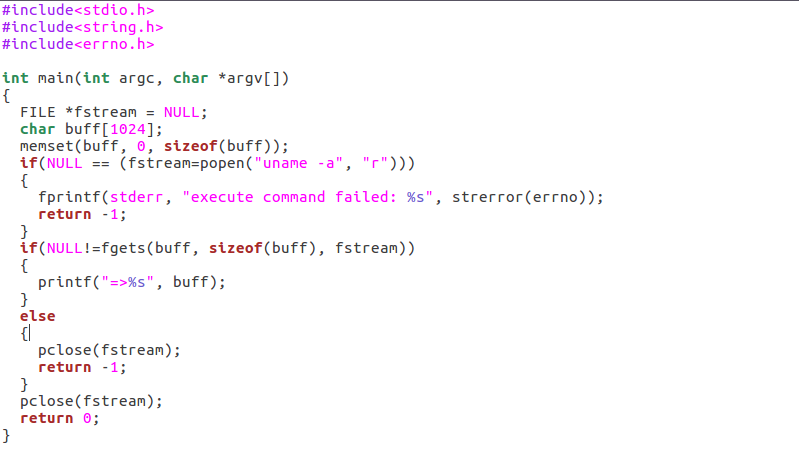 #include<stdio.h>
#include<string.h>
#include<errno.h>

int main(int argc, char *argv[])
{
  FILE *fstream = NULL;
  char buff[1024];
  memset(buff, 0, sizeof(buff));
  if(NULL == (fstream=popen("uname -a", "r")))
  {
    fprintf(stderr, "execute command failed: %s", strerror(errno));
    return -1;
  }
  if(NULL!=fgets(buff, sizeof(buff), fstream))
  {
    printf("=>%s", buff);
  }
  else
  {
    pclose(fstream);
    return -1;
  }
  pclose(fstream);
  return 0;
}